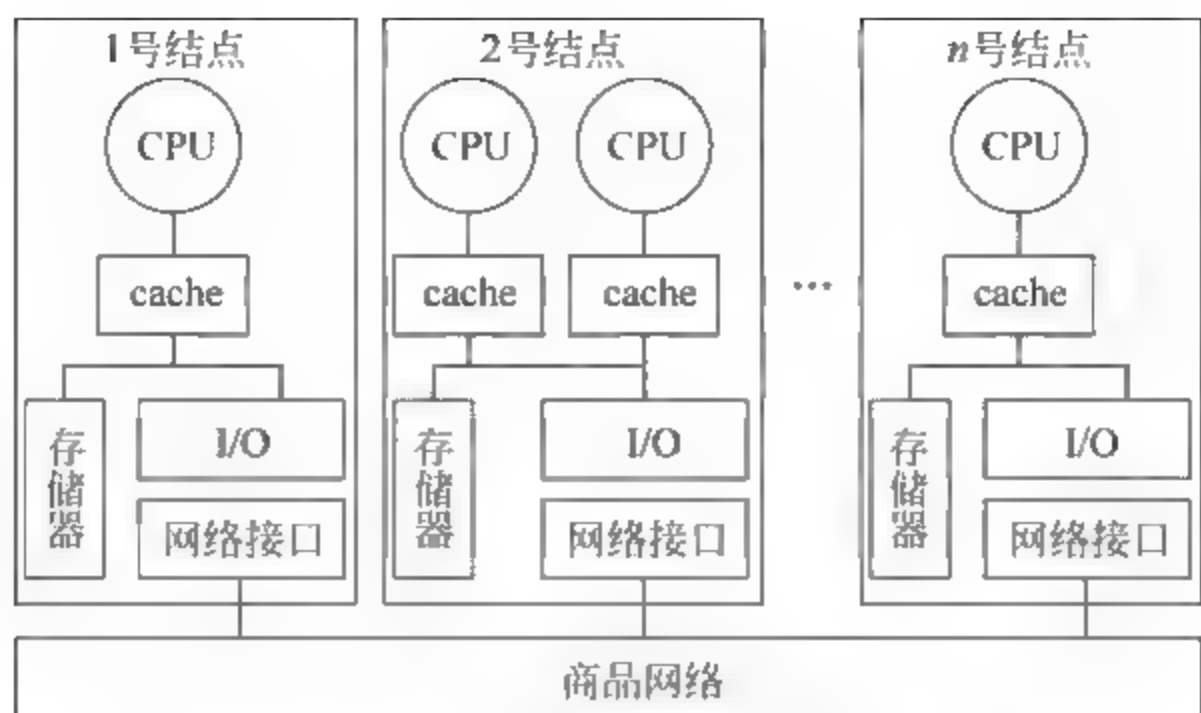 1号结点 2号结点 n号结点
CPU CPU CPU CPU
cache cache cache … cache
存储器 I/O 存储器 I/O 存储器 I/O
网络接口 网络接口 网络接口
商品网络